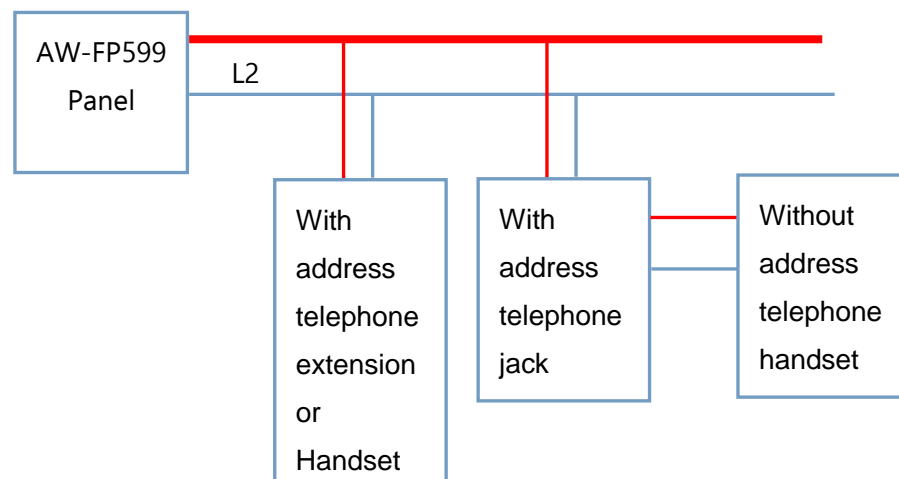 AW-FP599
Panel
L2
With
address
telephone
extension
or
Handset
With
address
telephone
jack
Without
address
telephone
handset